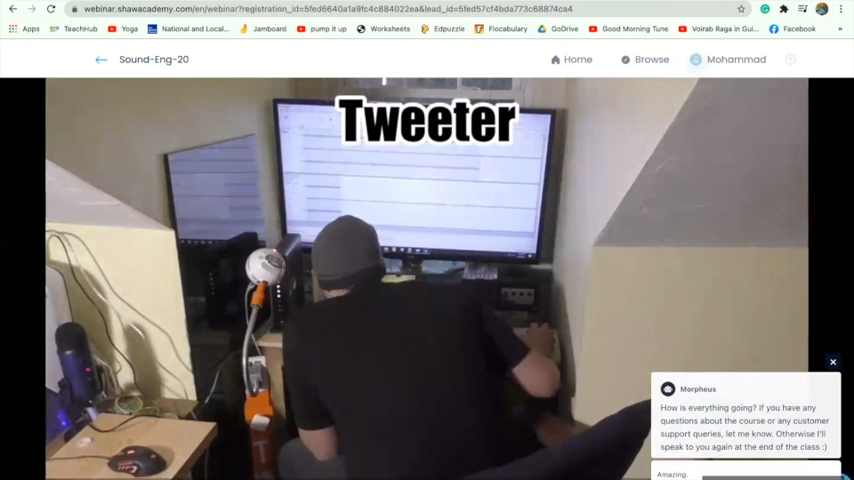 webinar.shawacademy.com/en/webinar?registration_id=5fed6640a1a9fc4c884022ea&lead_id=5fed57cf4bda773c68874ca4
Apps TeachHub Yoga National and Local... Jamboard pump it up Worksheets Edpuzzle Flocabulary GoDrive Good Morning Tune Voirab Raga in Gui... Facebook »
Sound-Eng-20 Home Browse Mohammad
Tweeter
Morpheus
How is everything going? If you have any
questions about the course or any customer
support queries, let me know. Otherwise I'll
speak to you again at the end of the class :)
Amazing.